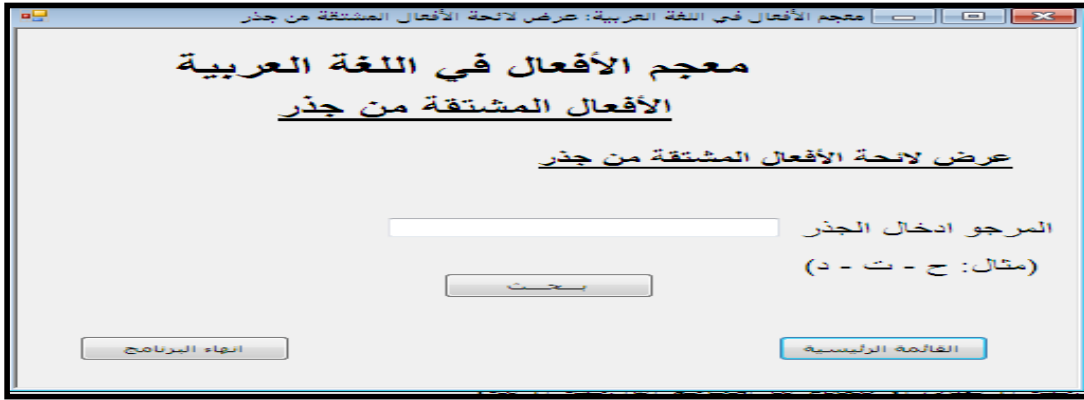 معجم الأفعال في اللغة العربية: عرض لائحة الأفعال المشتقة من جذر
معجم الأفعال في اللغة العربية
الأفعال المشتقة من جذر
عرض لائحة الأفعال المشتقة من جذر
المرجو ادخال الجذر
(مثال: ح - ت - د)
بــحــث
القائمة الرئيسية
انهاء البرنامج